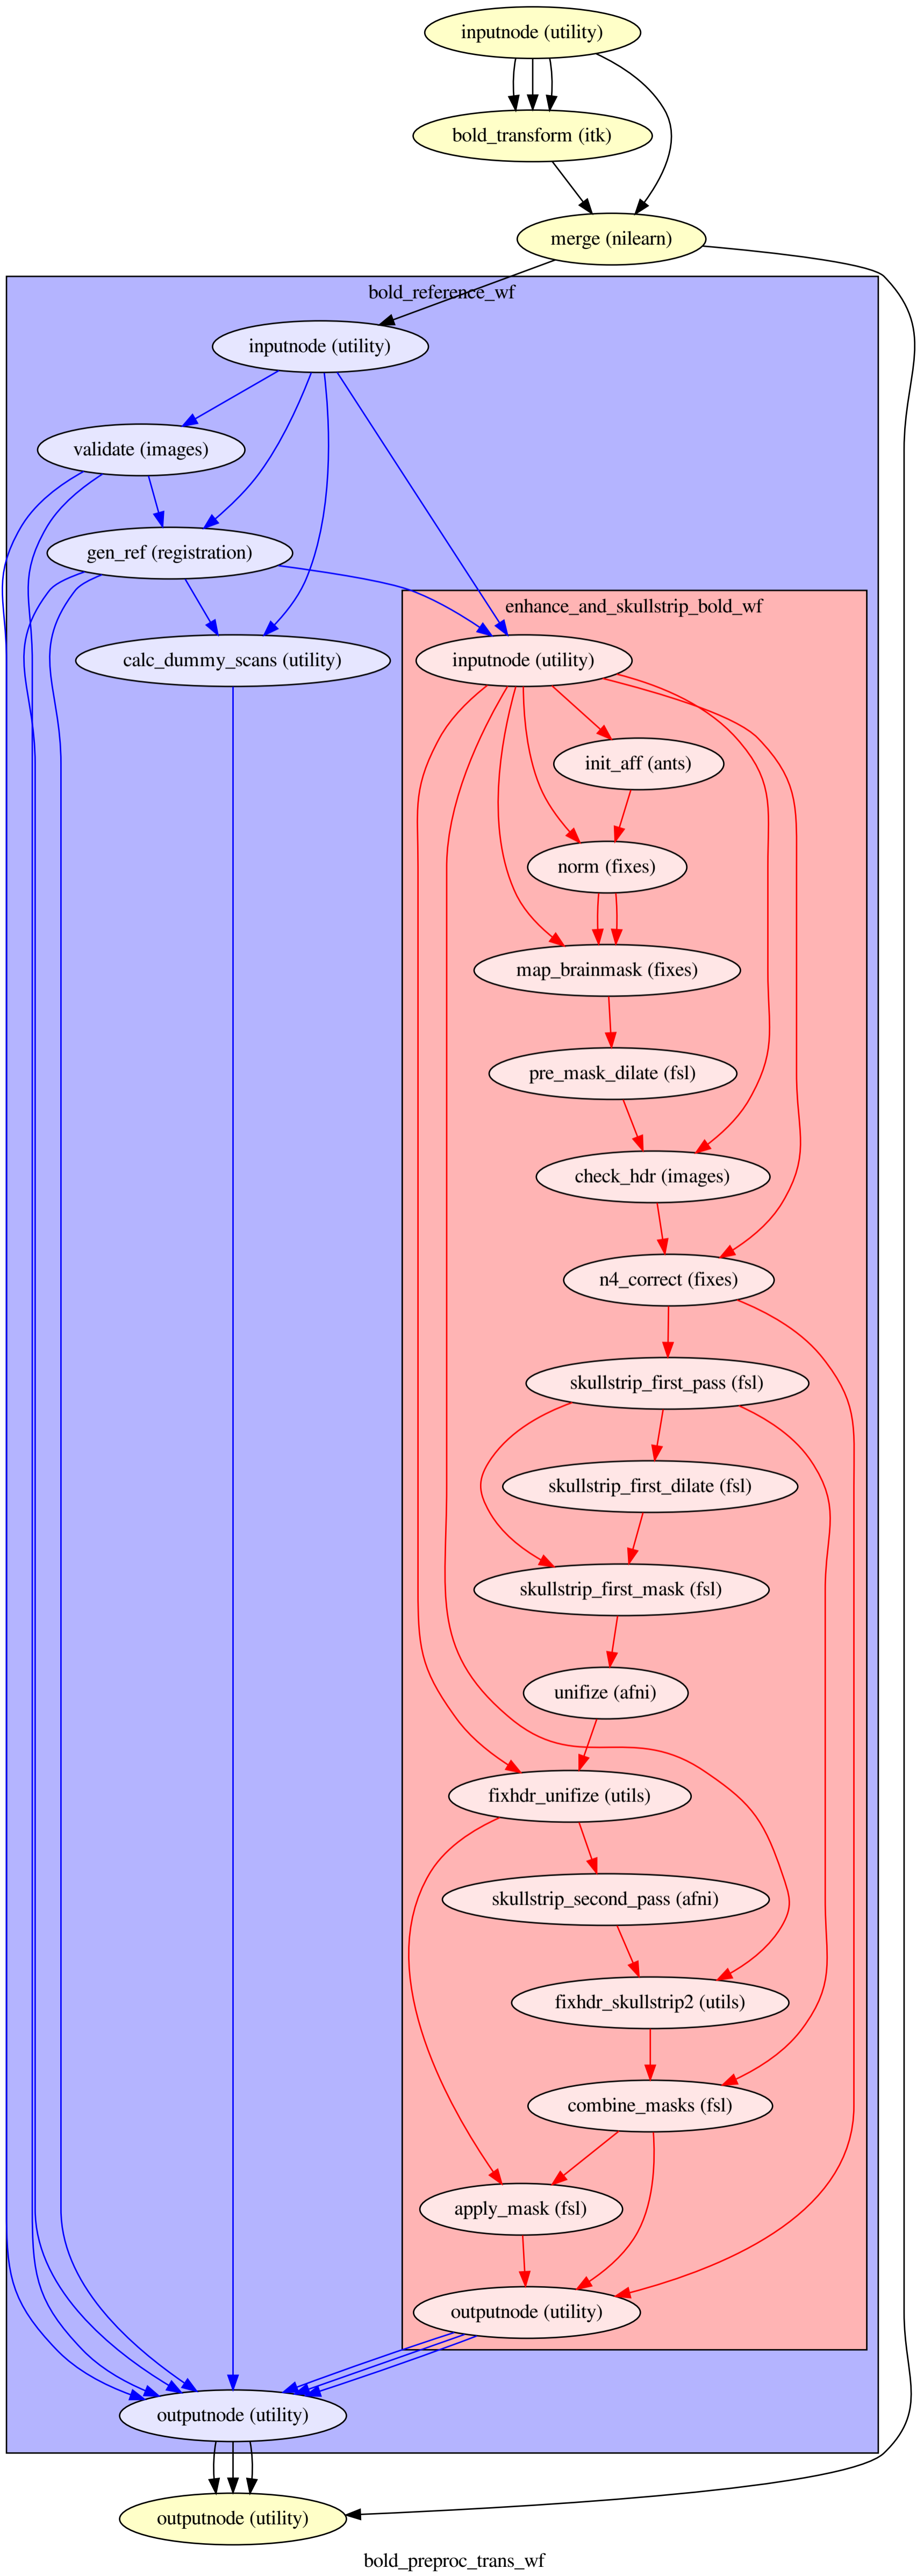 inputnode (utility)
bold_transform (itk)
merge (nilearn)
bold_reference_wf
inputnode (utility)
validate (images)
gen_ref (registration)
enhance_and_skullstrip_bold_wf
calc_dummy_scans (utility)
inputnode (utility)
init_aff (ants)
norm (fixes)
map_brainmask (fixes)
pre_mask_dilate (fsl)
check_hdr (images)
n4_correct (fixes)
skullstrip_first_pass (fsl)
skullstrip_first_dilate (fsl)
skullstrip_first_mask (fsl)
unifize (afni)
fixhdr_unifize (utils)
skullstrip_second_pass (afni)
fixhdr_skullstrip2 (utils)
combine_masks (fsl)
apply_mask (fsl)
outputnode (utility)
outputnode (utility)
outputnode (utility)
bold_preproc_trans_wf